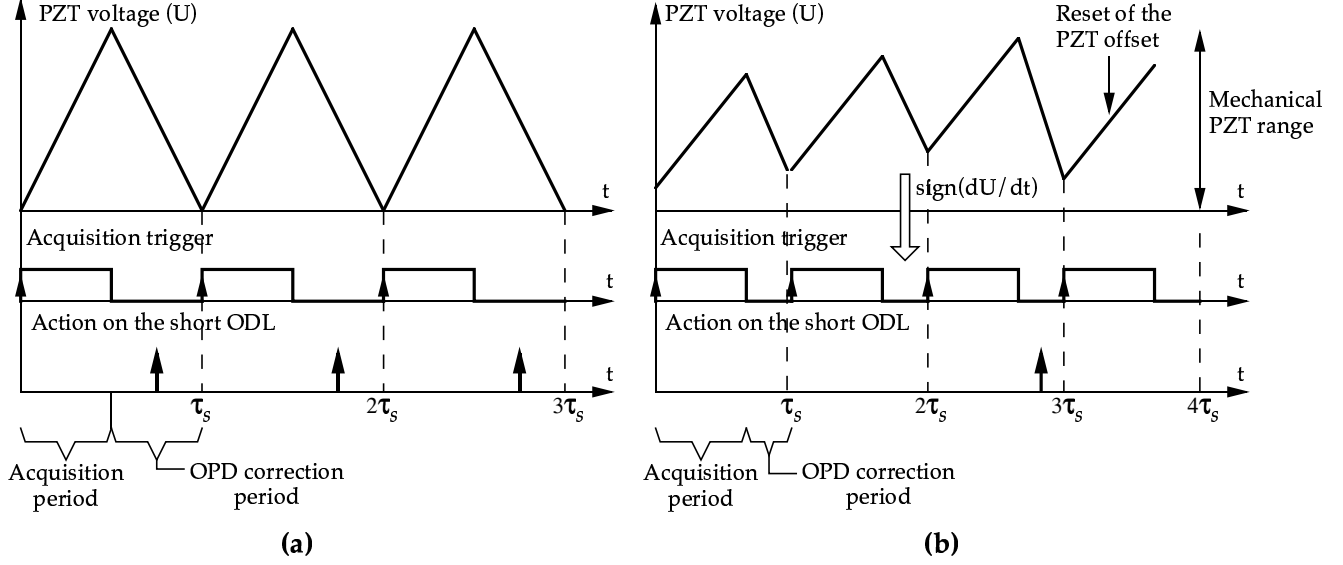 PZT voltage (U)
t
Acquisition trigger
t
Action on the short ODL
t
τs
2τs
3τs
Acquisition
period
OPD correction
period
(a)
PZT voltage (U)
Reset of the
PZT offset
Mechanical
PZT range
t
sign(dU/dt)
Acquisition trigger
t
Action on the short ODL
t
τs
2τs
3τs
4τs
Acquisition
period
OPD correction
period
(b)